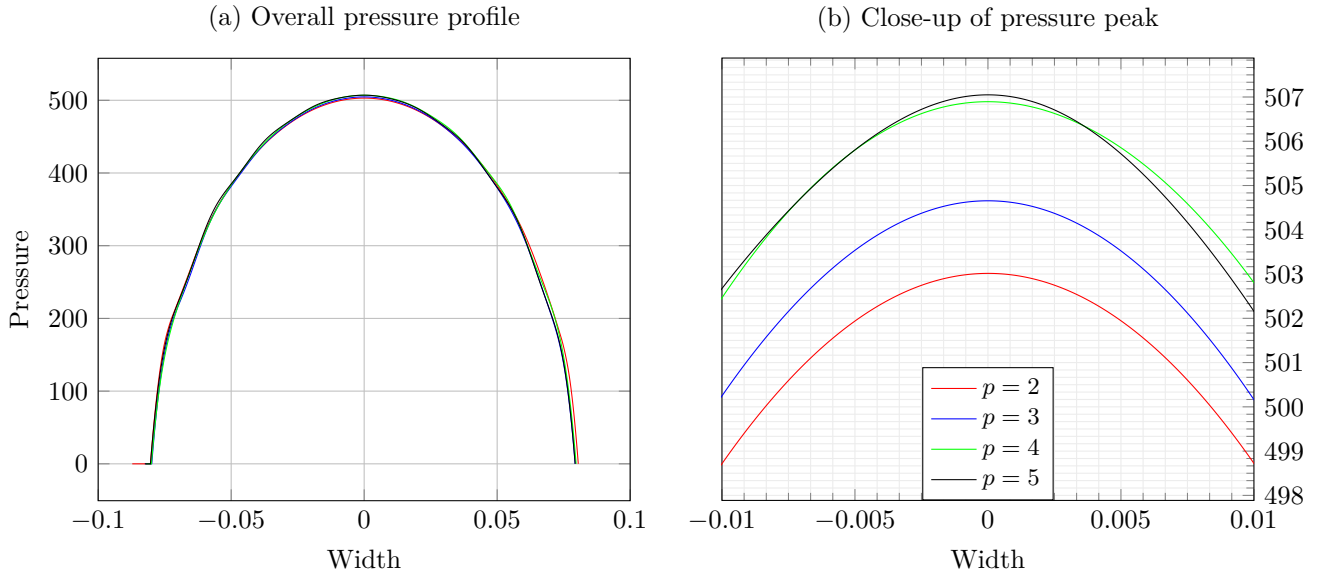 (a) Overall pressure profile
Pressure
500
400
300
200
100
0
−0.1 −0.05 0 0.05 0.1
Width
(b) Close-up of pressure peak
507
506
505
504
503
502
501
500
499
498
p = 2
p = 3
p = 4
p = 5
−0.01 −0.005 0 0.005 0.01
Width